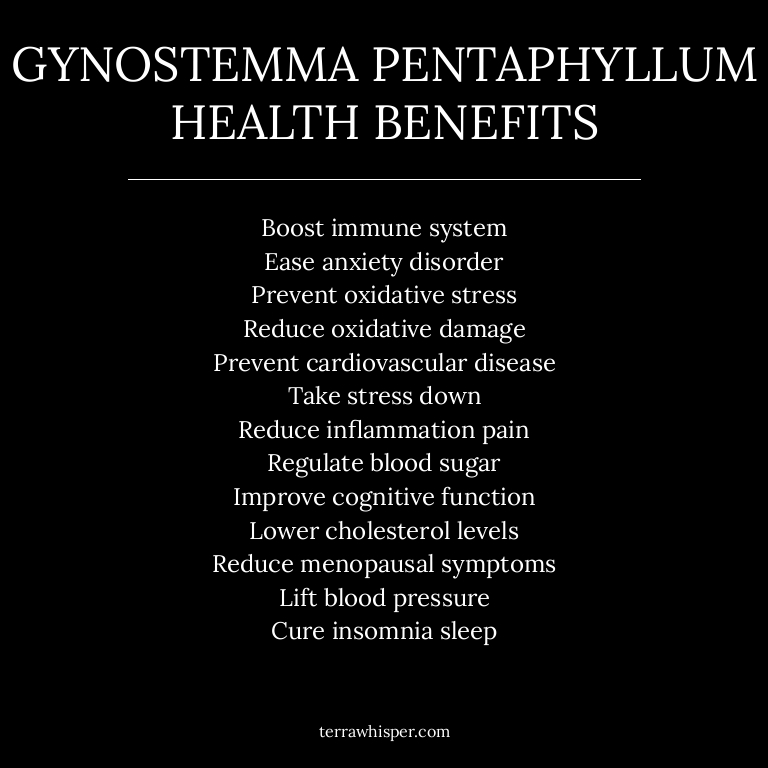 GYNOSTEMMA PENTAPHYLLUM
HEALTH BENEFITS
Boost immune system
Ease anxiety disorder
Prevent oxidative stress
Reduce oxidative damage
Prevent cardiovascular disease
Take stress down
Reduce inflammation pain
Regulate blood sugar
Improve cognitive function
Lower cholesterol levels
Reduce menopausal symptoms
Lift blood pressure
Cure insomnia sleep
terrawhisper.com